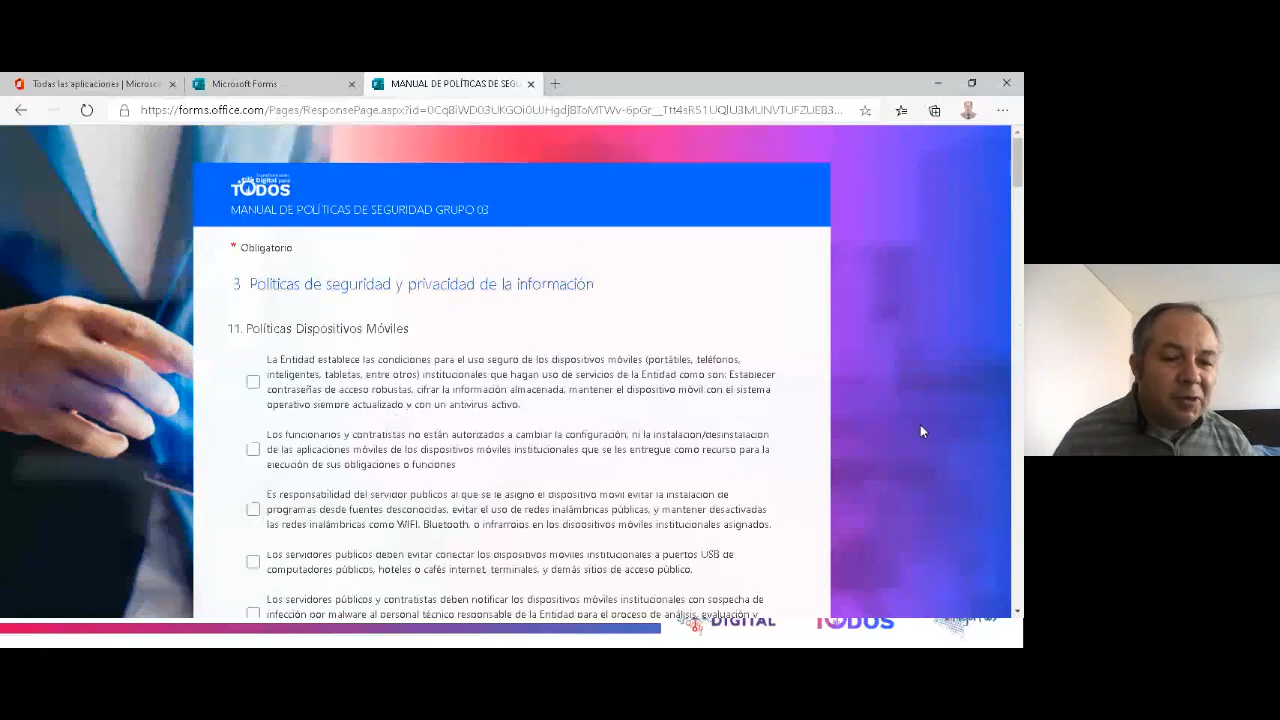 Todas las aplicaciones | Microso
Microsoft Forms
MANUAL DE POLÍTICAS DE SEGU
https://forms.office.com/Pages/ResponsePage.aspx?id=
Digital para
TODOS
MANUAL DE POLÍTICAS DE SEGURIDAD GRUPO 03
* Obligatorio
3 Políticas de seguridad y privacidad de la información
11. Políticas Dispositivos Móviles
La Entidad establece las condiciones para el uso seguro de los dispositivos móviles (portátiles, teléfonos,
inteligentes, tabletas, entre otros) institucionales que hagan uso de servicios de la Entidad como son: Establecer
contraseñas de acceso robustas, cifrar la información almacenada, mantener el dispositivo móvil con el sistema
operativo siempre actualizado y con un antivirus activo.
Los funcionarios y contratistas no están autorizados a cambiar la configuración, ni la instalación/desinstalación
de las aplicaciones móviles de los dispositivos móviles institucionales que se les entregue como recurso para la
ejecución de sus obligaciones o funciones
Es responsabilidad del servidor públicos al que se le asigno el dispositivo móvil evitar la instalación de
programas desde fuentes desconocidas, evitar el uso de redes inalámbricas públicas, y mantener desactivadas
las redes inalámbricas como WIFI, Bluetooth, o infrarrojos en los dispositivos móviles institucionales asignados.
Los servidores públicos deben evitar conectar los dispositivos móviles institucionales a puertos USB de
computadores públicos, hoteles o cafés internet, terminales, y demás sitios de acceso público.
Los servidores públicos y contratistas deben notificar los dispositivos móviles institucionales con sospecha de
infección por malware al personal técnico responsable de la Entidad para el proceso de análisis, evaluación y
DIGITAL
TODOS